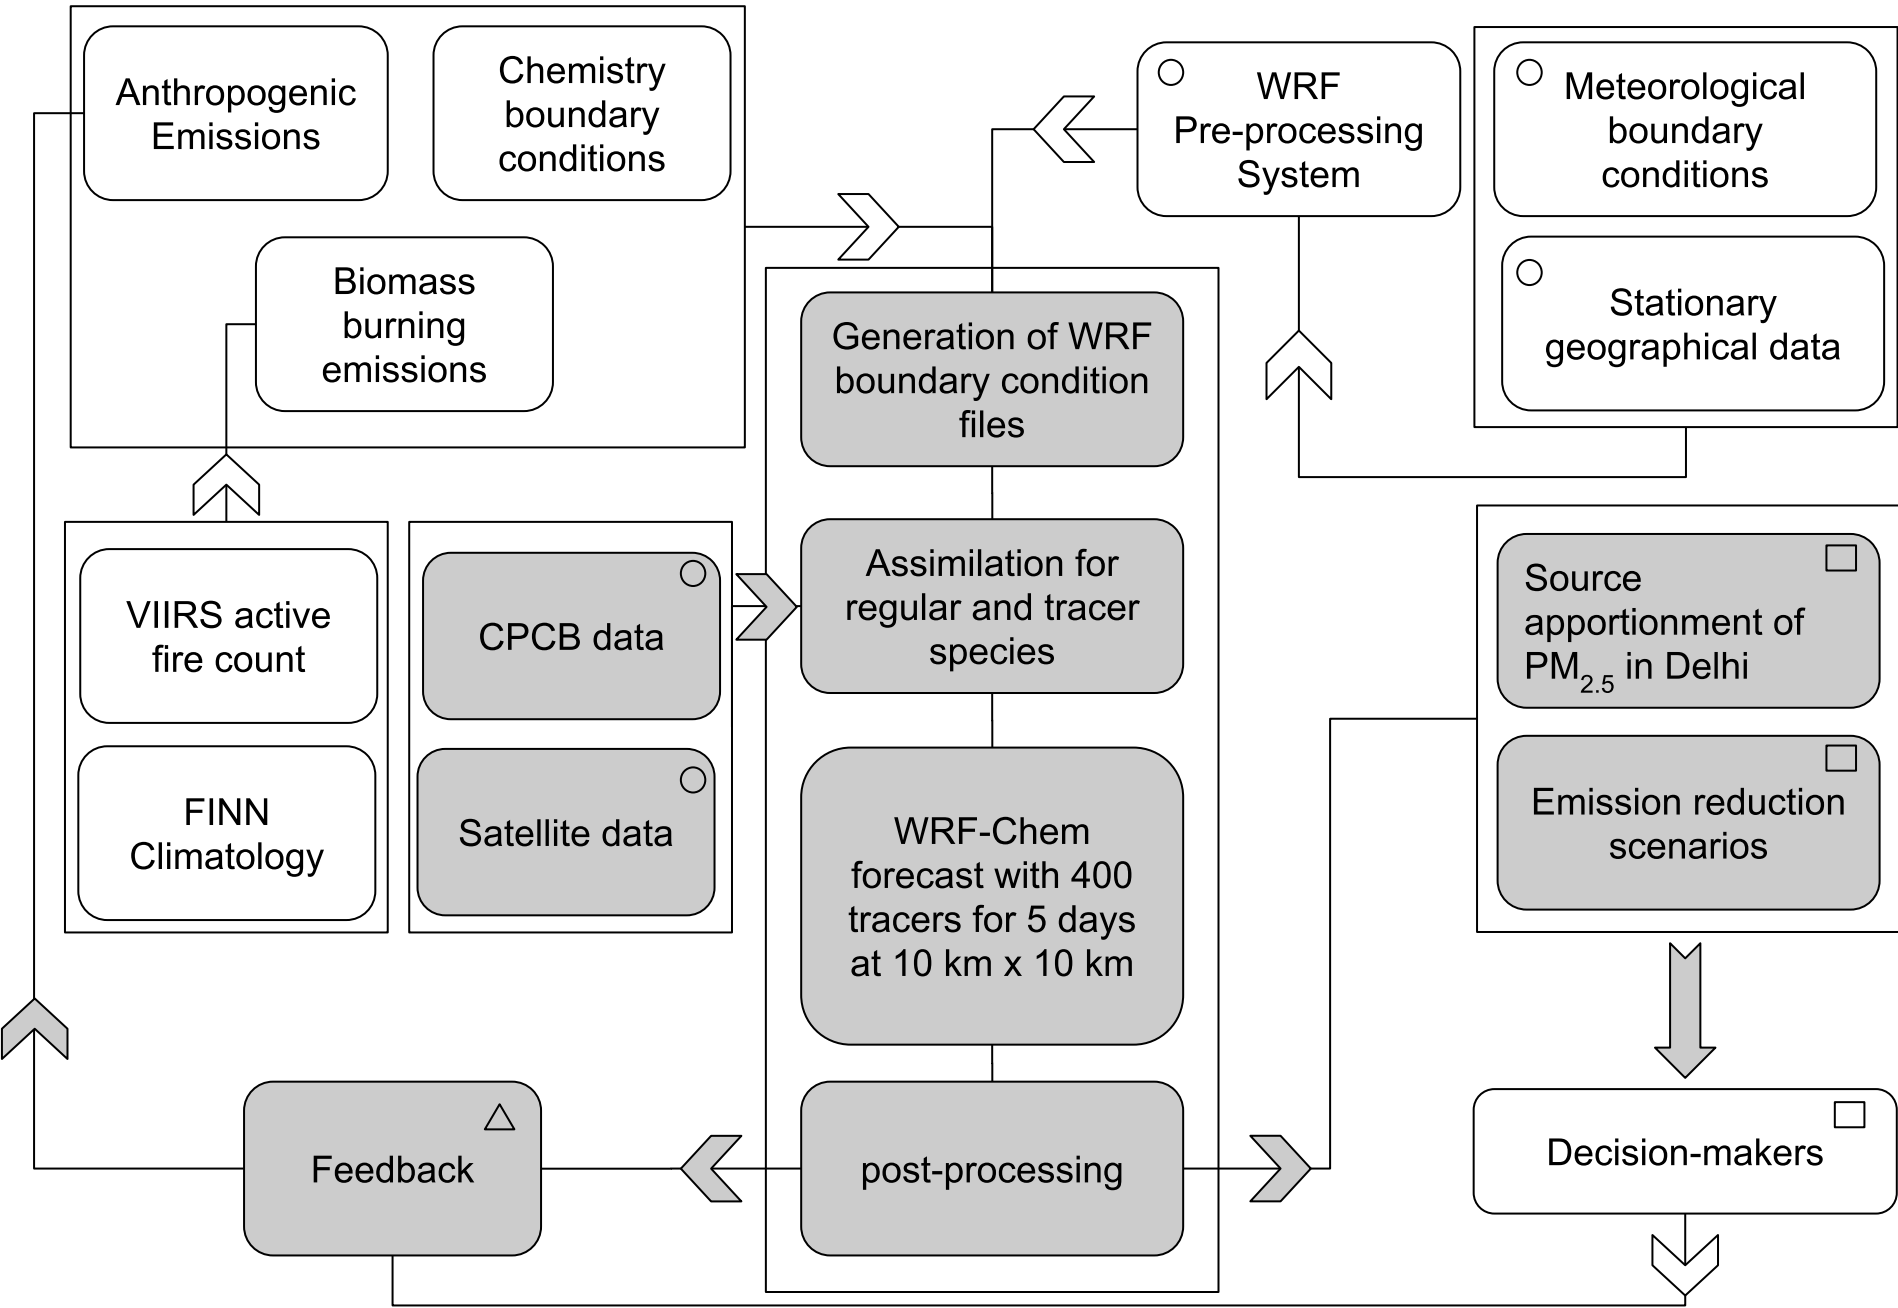 Anthropogenic
Emissions
Chemistry
boundary
conditions
WRF
Pre-processing
System
Meteorological
boundary
conditions
Biomass
burning
emissions
Stationary
geographical data
Generation of WRF
boundary condition
files
VIIRS active
fire count
CPCB data
Assimilation for
regular and tracer
species
Source
apportionment of
PM2.5 in Delhi
FINN
Climatology
Satellite data
WRF-Chem
forecast with 400
tracers for 5 days
at 10 km x 10 km
Emission reduction
scenarios
Feedback
post-processing
Decision-makers